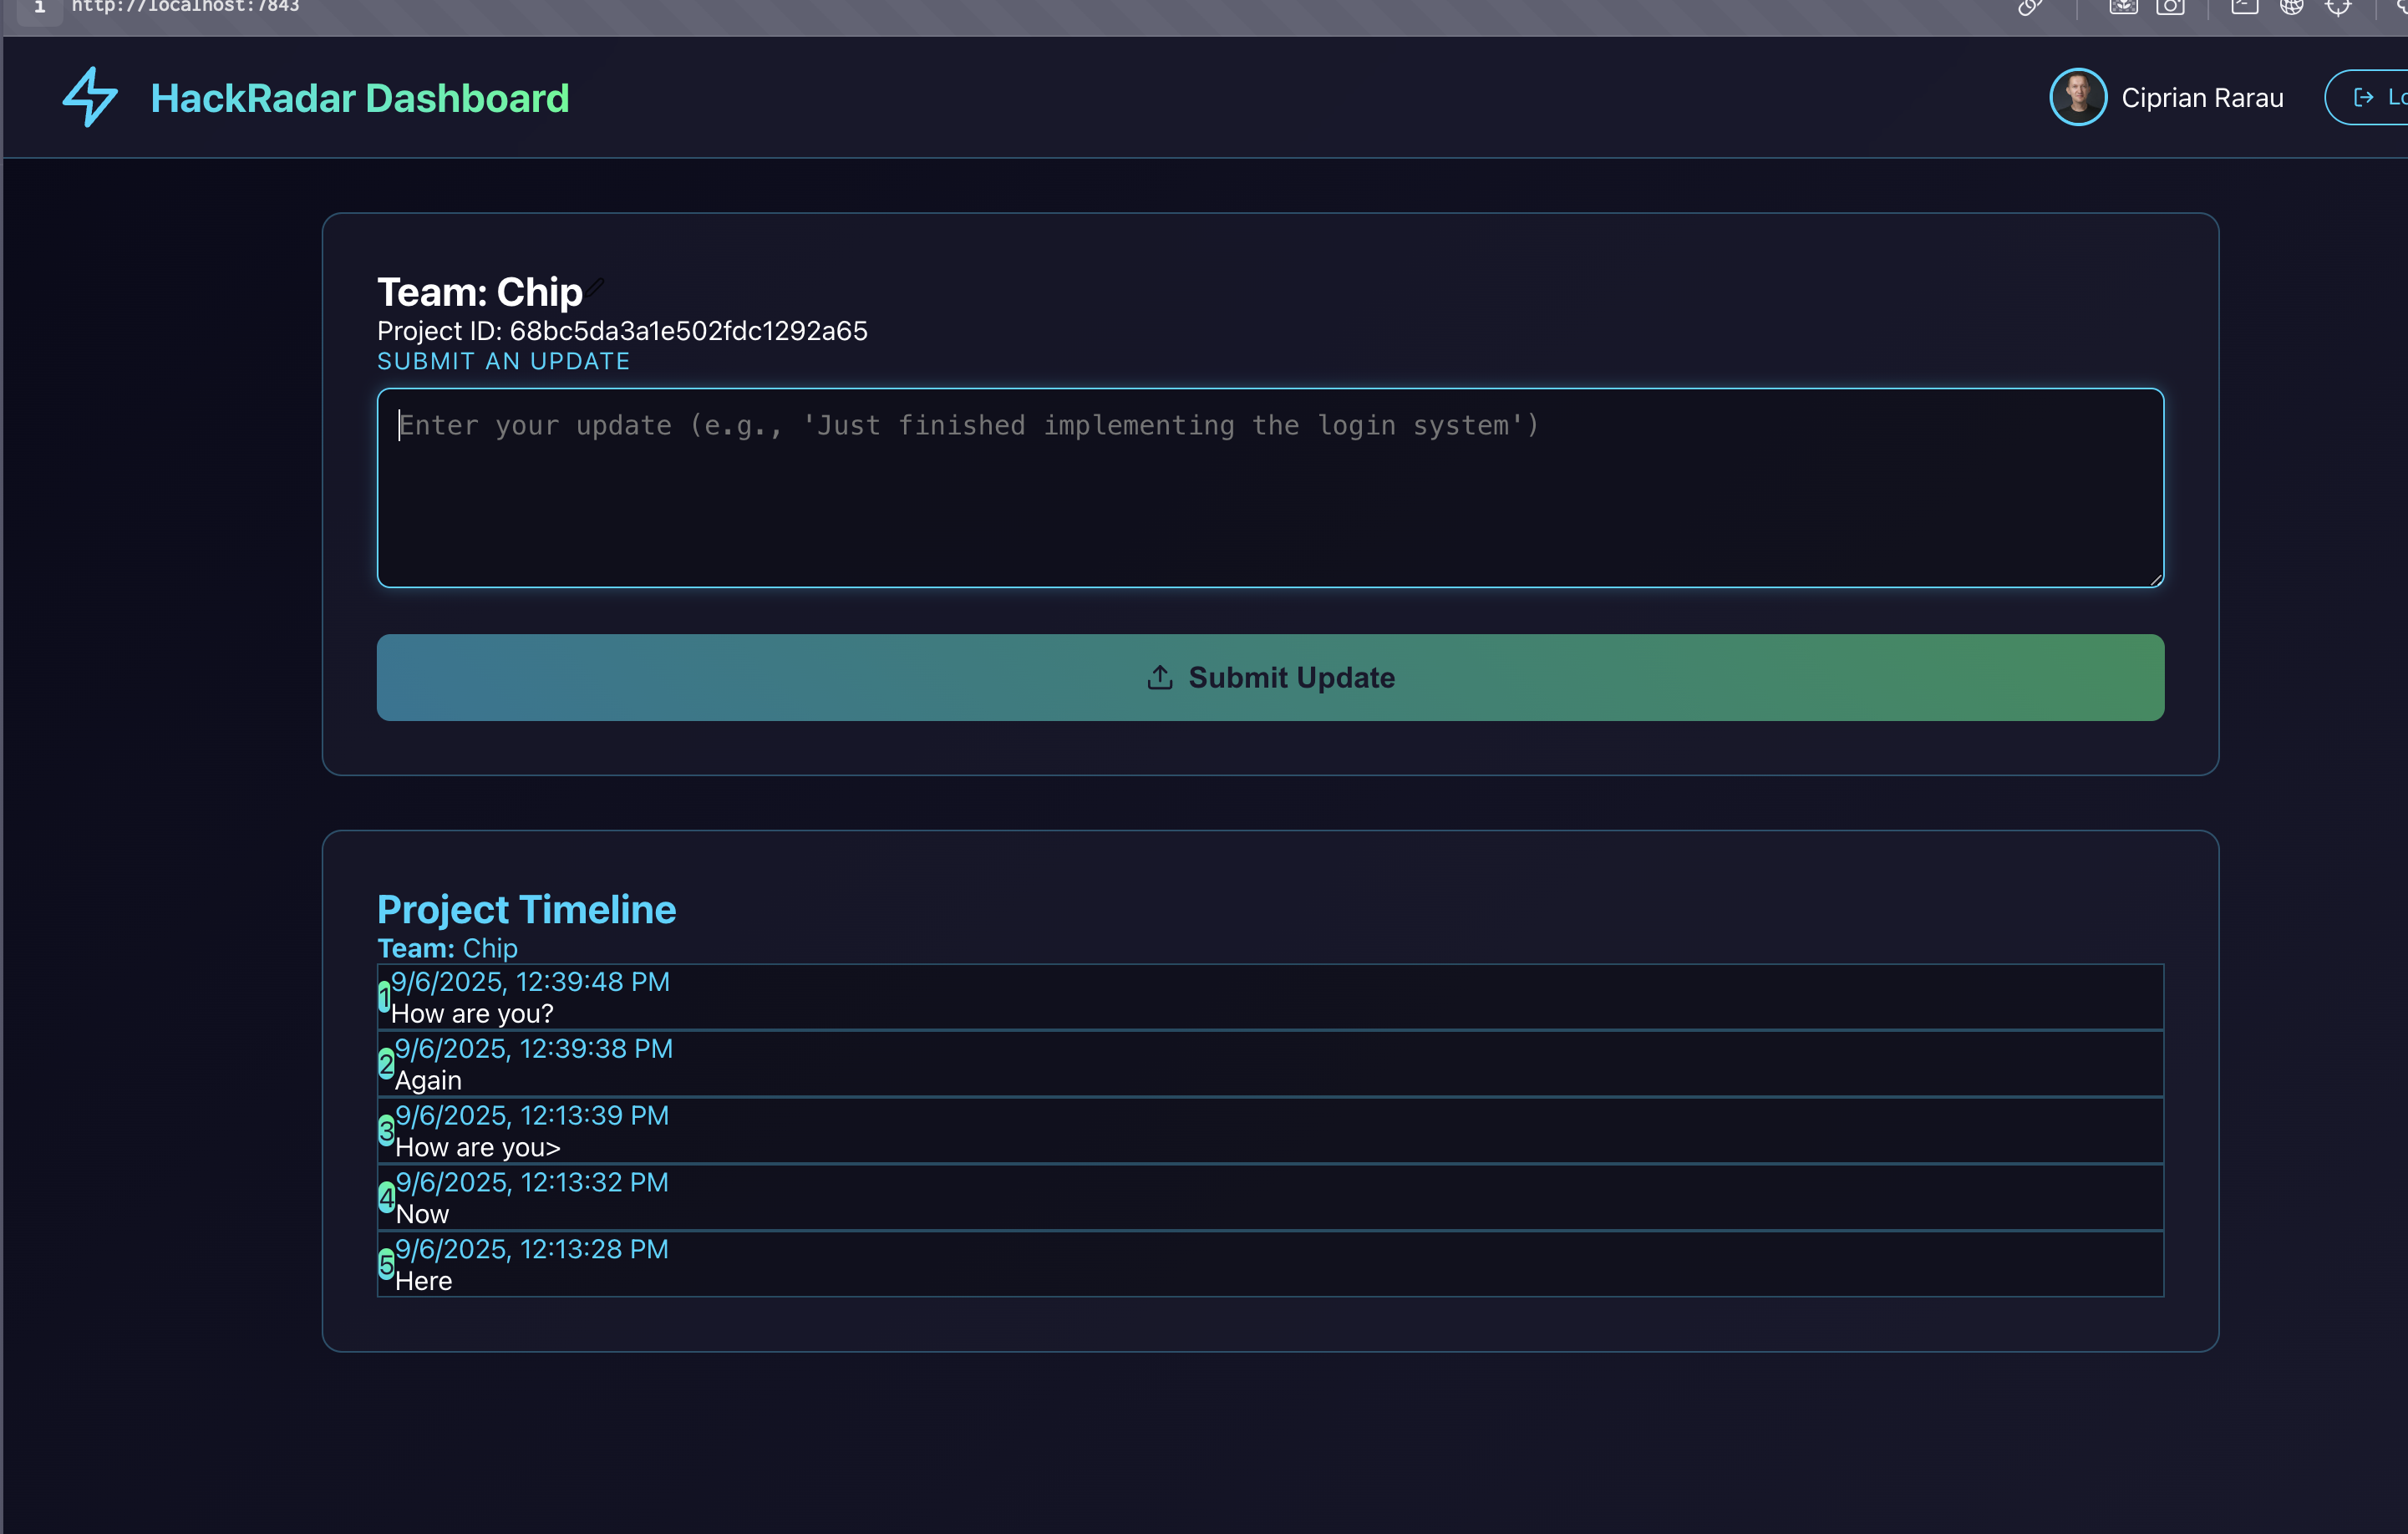 http://localhost:7843
HackRadar Dashboard
Ciprian Rarau
Team: Chip
Project ID: 68bc5da3a1e502fdc1292a65
SUBMIT AN UPDATE
Enter your update (e.g., 'Just finished implementing the login system')
Submit Update
Project Timeline
Team: Chip
1
9/6/2025, 12:39:48 PM
How are you?
2
9/6/2025, 12:39:38 PM
Again
3
9/6/2025, 12:13:39 PM
How are you>
4
9/6/2025, 12:13:32 PM
Now
5
9/6/2025, 12:13:28 PM
Here